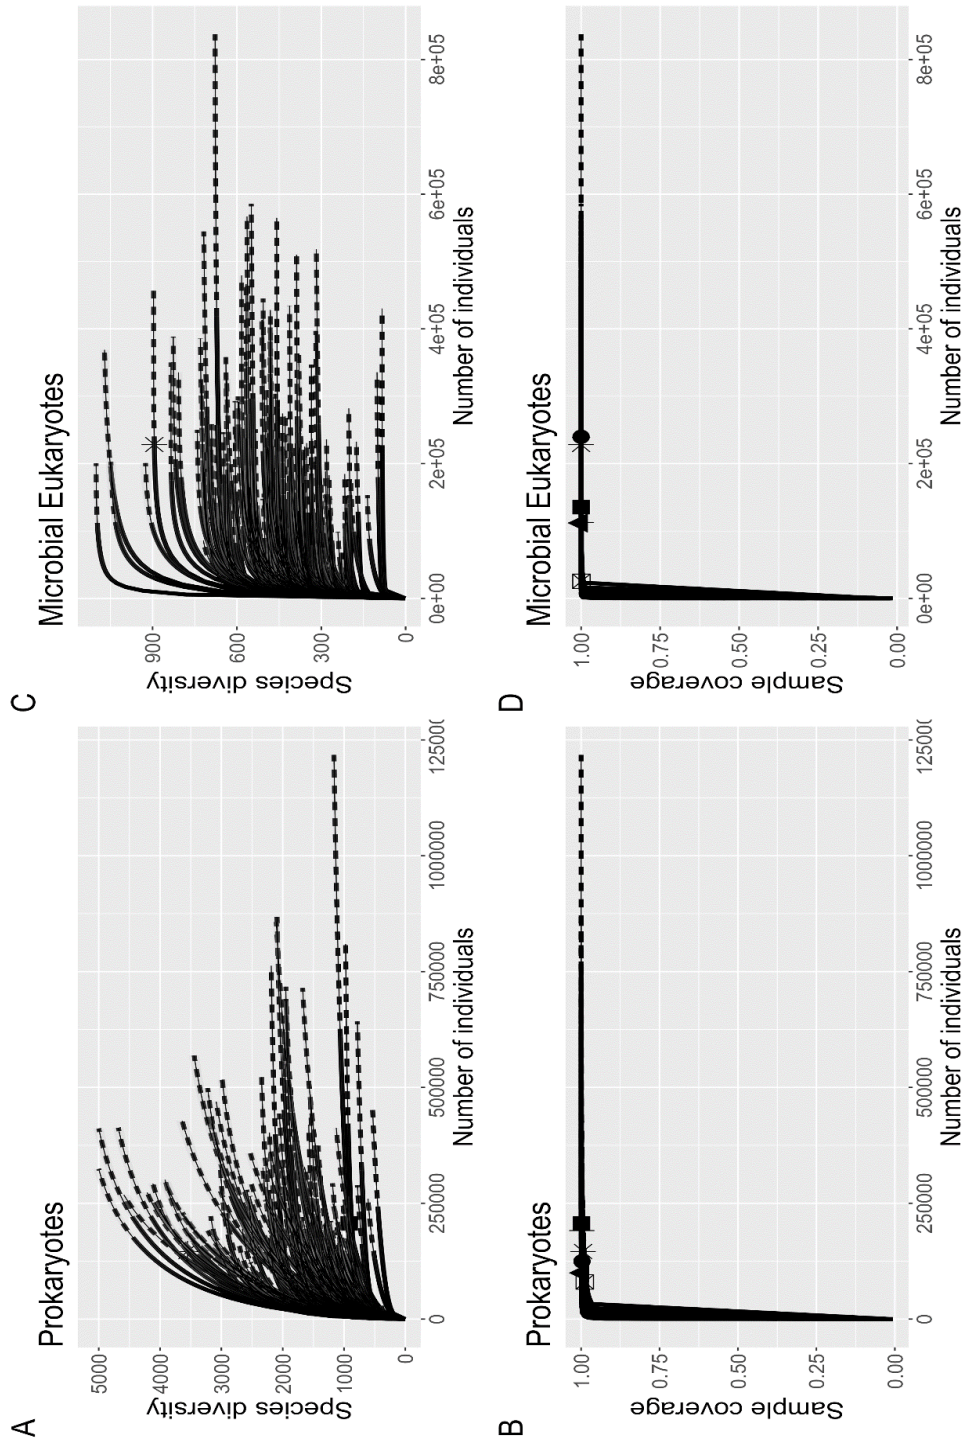 A
Prokaryotes
Species diversity
5000
4000
3000
2000
1000
0
0
250000
500000
750000
1000000
125000
Number of individuals
C
Microbial Eukaryotes
Species diversity
900
600
300
0
0e+00
2e+05
4e+05
6e+05
8e+05
Number of individuals
B
Prokaryotes
Sample coverage
1.00
0.75
0.50
0.25
0.00
0
250000
500000
750000
1000000
125000
Number of individuals
D
Microbial Eukaryotes
Sample coverage
1.00
0.75
0.50
0.25
0.00
0e+00
2e+05
4e+05
6e+05
8e+05
Number of individuals